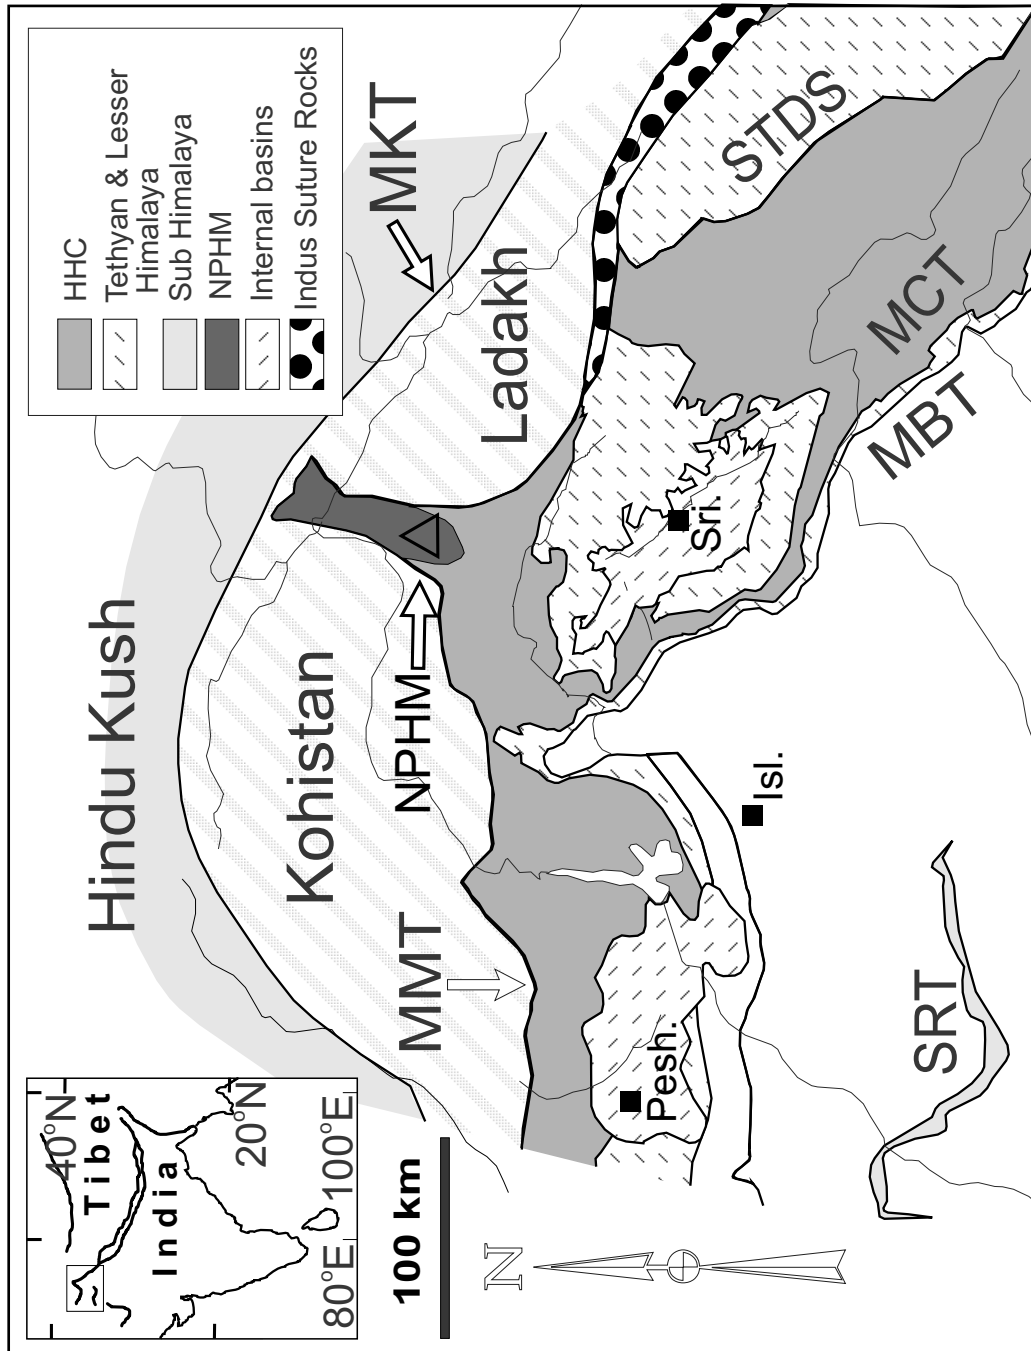 Hindu Kush
Kohistan
Ladakh
MKT
NPHM
MMT
STDS
MCT
MBT
SRT
Sri.
Isl.
Pesh.
HHC
Tethyan & Lesser
Himalaya
Sub Himalaya
NPHM
Internal basins
Indus Suture Rocks
40°N
Tibet
India
20°N
80°E
100°E
100 km
N